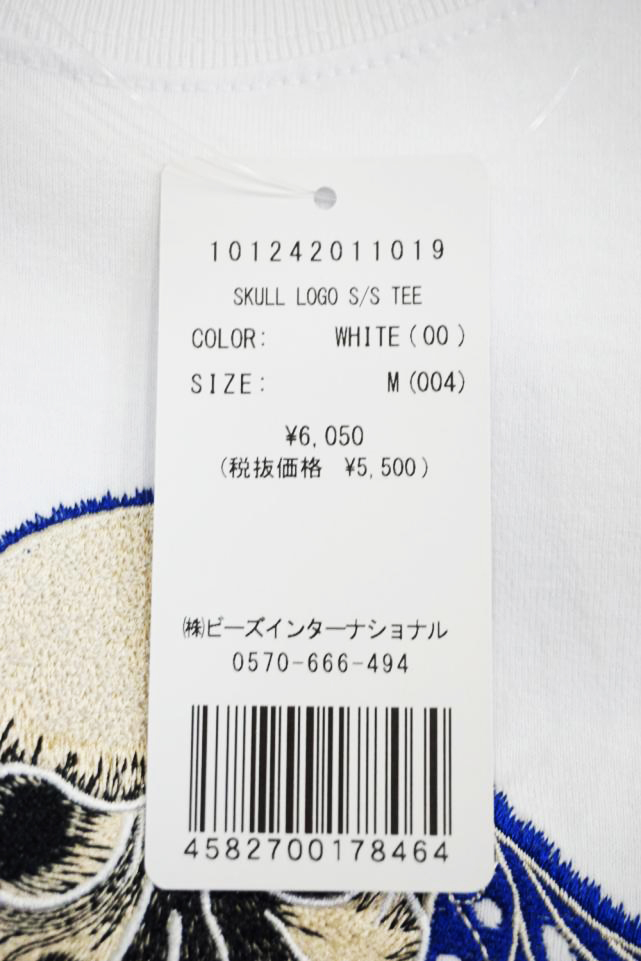 101242011019
SKULL LOGO S/S TEE
COLOR: WHITE(00)
SIZE: M(004)
¥6,050
(税抜価格 ¥5,500)
㈱ビーズインターナショナル
0570-666-494
4582700178464